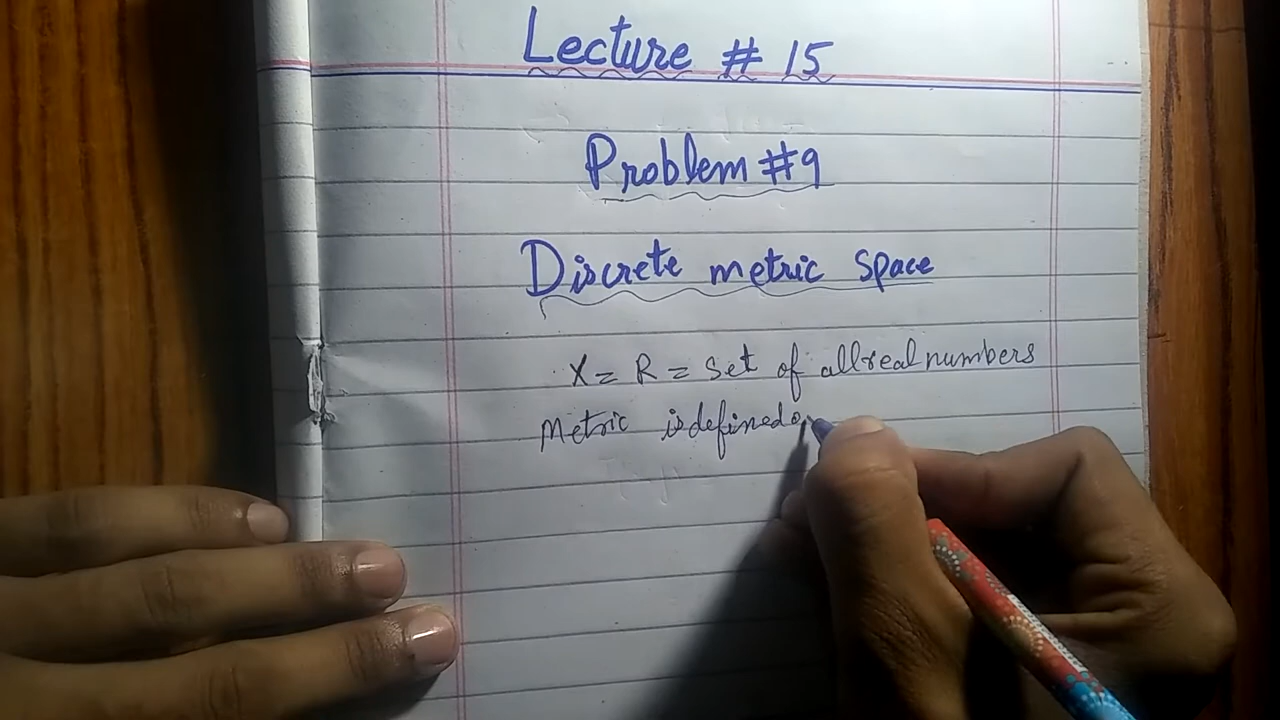 Lecture # 15
Problem #9
Discrete metric space
X = R = set of all real numbers
Metric is defined o